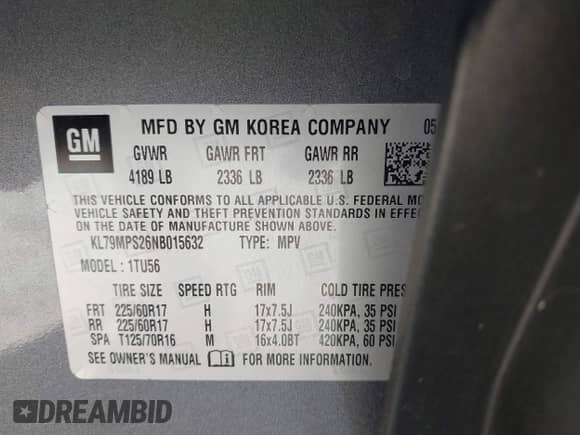 GM
MFD BY GM KOREA COMPANY 05
GVWR GAWR FRT GAWR RR
4189 LB 2336 LB 2336 LB
THIS VEHICLE CONFORMS TO ALL APPLICABLE U.S. FEDERAL
VEHICLE SAFETY AND THEFT PREVENTION STANDARDS IN EFFECT
ON THE DATE OF MANUFACTURE SHOWN ABOVE.
KL79MPS26NB015632 TYPE: MPV
MODEL: 1TU56
TIRE SIZE SPEED RTG RIM COLD TIRE PRES
FRT 225/60R17 H 17x7.5J 240KPA, 35 PSI
RR 225/60R17 H 17x7.5J 240KPA, 35 PSI
SPA T125/70R16 M 16x4.0BT 420KPA, 60 PSI
SEE OWNER'S MANUAL FOR MORE INFORMATION.
DREAMBID